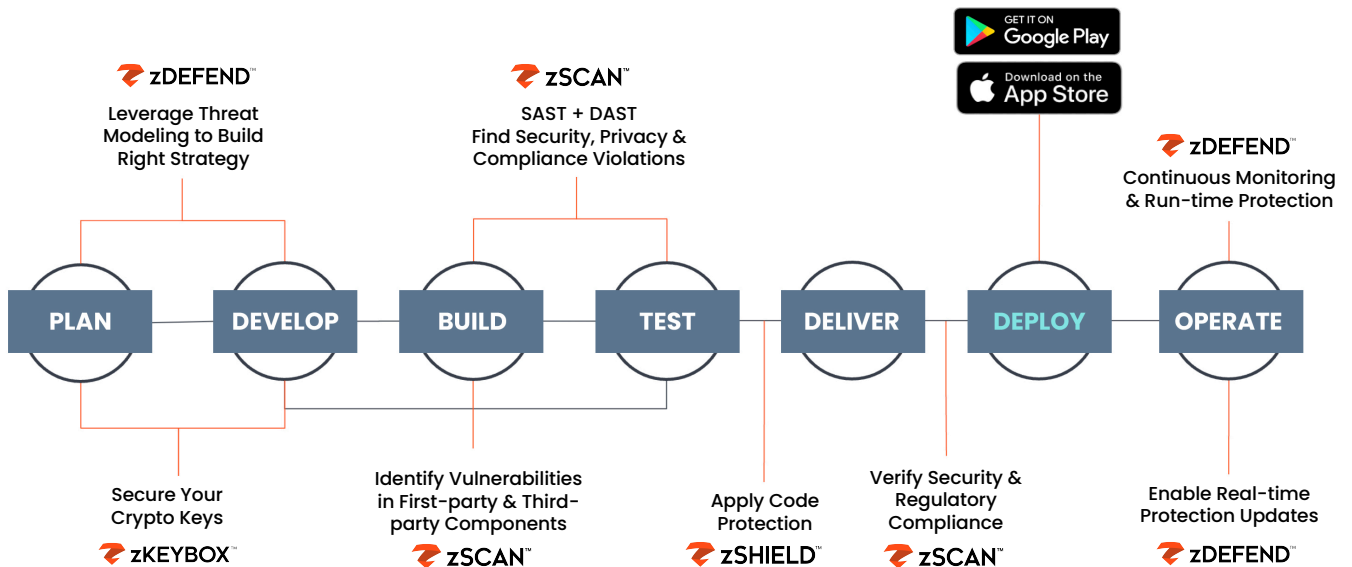 GET IT ON
Google Play
Download on the
App Store
zDEFEND™
Leverage Threat
Modeling to Build
Right Strategy
zSCAN™
SAST + DAST
Find Security, Privacy &
Compliance Violations
zDEFEND™
Continuous Monitoring
& Run-time Protection
PLAN
DEVELOP
BUILD
TEST
DELIVER
DEPLOY
OPERATE
Secure Your
Crypto Keys
zKEYBOX™
Identify Vulnerabilities
in First-party & Third-
party Components
zSCAN™
Apply Code
Protection
zSHIELD™
Verify Security &
Regulatory
Compliance
zSCAN™
Enable Real-time
Protection Updates
zDEFEND™